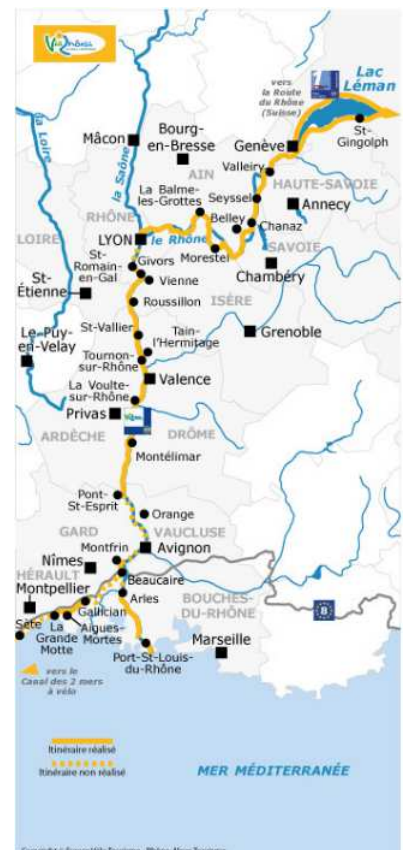 ViaRhôna
Lac
Léman
vers
la Route
du Rhône
(Suisse)
St-
Gingolph
la Loire
Mâcon
la Saône
Bourg-
en-Bresse
Genève
AIN
Valleiry
HAUTE-SAVOIE
La Balme-
les-Grottes
Seyssel
Annecy
RHÔNE
Belley
Chanaz
LOIRE
LYON
le Rhône
SAVOIE
St-
Romain-
en-Gal
Givors
Morestel
Chambéry
Vienne
St-
Étienne
ISÈRE
Roussillon
Le-Puy-
en-Velay
St-Vallier
Tain-
l'Hermitage
Grenoble
Tournon-
sur-Rhône
Valence
La Voulte-
sur-Rhône
Privas
ARDÈCHE
DRÔME
Montélimar
Pont-
St-Esprit
Orange
GARD
VAUCLUSE
Montfrin
Avignon
Nîmes
HÉRAULT
Beaucaire
Montpellier
Arles
BOUCHES-
DU-RHÔNE
Gallician
Sète
La
Grande
Motte
Aigues-
Mortes
Marseille
Port-St-Louis-
du-Rhône
8
vers le
Canal des 2 mers
à vélo
Itinéraire réalisé
Itinéraire non réalisé
MER MÉDITERRANÉE